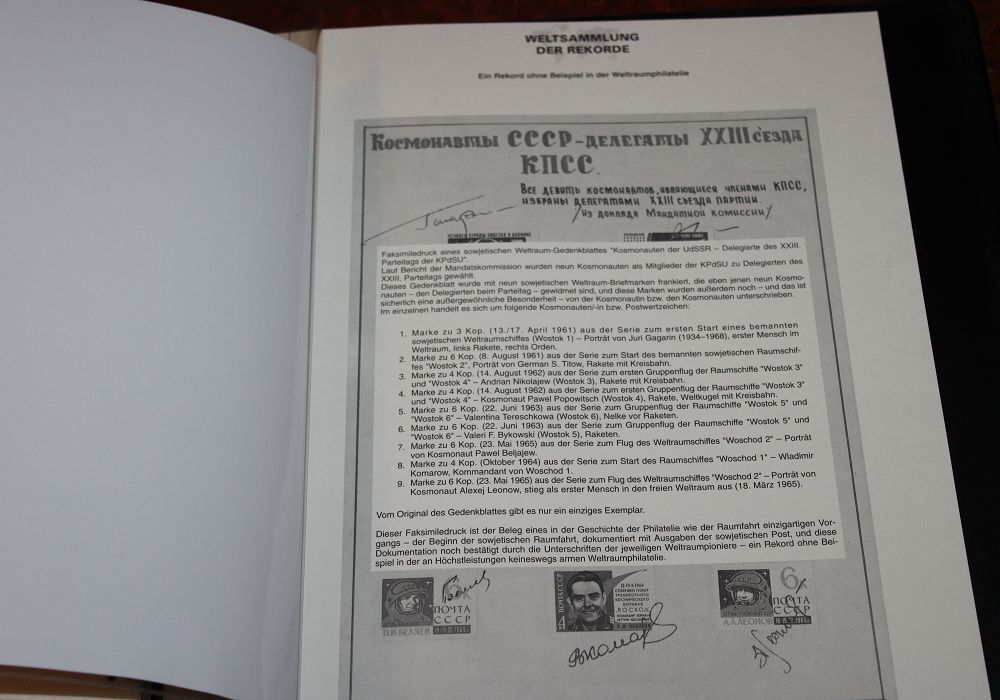 WELTSAMMLUNG
DER REKORDE
Ein Rekord ohne Beispiel in der Weltraumphilatelie
Космонавты СССР-делегаты XXIII съезда
КПСС.
Все девять космонавтов, являющиеся членами КПСС,
избраны делегатами XXIII съезда партии.
/Из доклада Мандатной комиссии/
Faksimiledruck eines sowjetischen Weltraum-Gedenkblattes "Kosmonauten der UdSSR – Delegierte des XXIII.
Parteitags der KPdSU".
Laut Bericht der Mandatskommission wurden neun Kosmonauten als Mitglieder der KPdSU zu Delegierten des
XXIII. Parteitags gewählt.
Dieses Gedenkblatt wurde mit neun sowjetischen Weltraum-Briefmarken frankiert, die eben jenen neun Kosmo-
nauten – den Delegierten beim Parteitag – gewidmet sind, und diese Marken wurden außerdem noch – und das ist
sicherlich eine außergewöhnliche Besonderheit – von der Kosmonautin bzw. den Kosmonauten unterschrieben.
Im einzelnen handelt es sich um folgende Kosmonauten/-in bzw. Postwertzeichen:
1. Marke zu 3 Kop. (13./17. April 1961) aus der Serie zum ersten Start eines bemannten
sowjetischen Weltraumschiffes (Wostok 1) – Porträt von Juri Gagarin (1934–1968), erster Mensch im
Weltraum, links Rakete, rechts Orden.
2. Marke zu 6 Kop. (8. August 1961) aus der Serie zum Start des bemannten sowjetischen Raumschif-
fes "Wostok 2", Porträt von German S. Titow, Rakete mit Kreisbahn.
3. Marke zu 4 Kop. (14. August 1962) aus der Serie zum ersten Gruppenflug der Raumschiffe "Wostok 3"
und "Wostok 4" – Andrian Nikolajew (Wostok 3), Rakete mit Kreisbahn.
4. Marke zu 4 Kop. (14. August 1962) aus der Serie zum ersten Gruppenflug der Raumschiffe "Wostok 3"
und "Wostok 4" – Kosmonaut Pawel Popowitsch (Wostok 4), Rakete, Weltkugel mit Kreisbahn.
5. Marke zu 6 Kop. (22. Juni 1963) aus der Serie zum Gruppenflug der Raumschiffe "Wostok 5" und
"Wostok 6" – Valentina Tereschkowa (Wostok 6), Nelke vor Raketen.
6. Marke zu 6 Kop. (22. Juni 1963) aus der Serie zum Gruppenflug der Raumschiffe "Wostok 5" und
"Wostok 6" – Valeri F. Bykowski (Wostok 5), Raketen.
7. Marke zu 6 Kop. (23. Mai 1965) aus der Serie zum Flug des Weltraumschiffes "Woschod 2" – Porträt
von Kosmonaut Pawel Beljajew.
8. Marke zu 4 Kop. (Oktober 1964) aus der Serie zum Start des Raumschiffes "Woschod 1" – Wladimir
Komarow, Kommandant von Woschod 1.
9. Marke zu 6 Kop. (23. Mai 1965) aus der Serie zum Flug des Weltraumschiffes "Woschod 2" – Porträt von
Kosmonaut Alexej Leonow, stieg als erster Mensch in den freien Weltraum aus (18. März 1965).
Vom Original des Gedenkblattes gibt es nur ein einziges Exemplar.
Dieser Faksimiledruck ist der Beleg eines in der Geschichte der Philatelie wie der Raumfahrt einzigartigen Vor-
gangs – der Beginn der sowjetischen Raumfahrt, dokumentiert mit Ausgaben der sowjetischen Post, und diese
Dokumentation noch bestätigt durch die Unterschriften der jeweiligen Weltraumpioniere – ein Rekord ohne Bei-
spiel in der an Höchstleistungen keineswegs armen Weltraumphilatelie.
6
ПОЧТА
СССР
П.И.БЕЛЯЕВ
4 ПОЧТА СССР
12-13-X-1964
СОВЕРШЕН ПОЛЕТ
ТРЕХМЕСТНОГО
КОСМИЧЕСКОГО
КОРАБЛЯ
"ВОСХОД"
6
ПОЧТА
СССР
А.А.ЛЕОНОВ